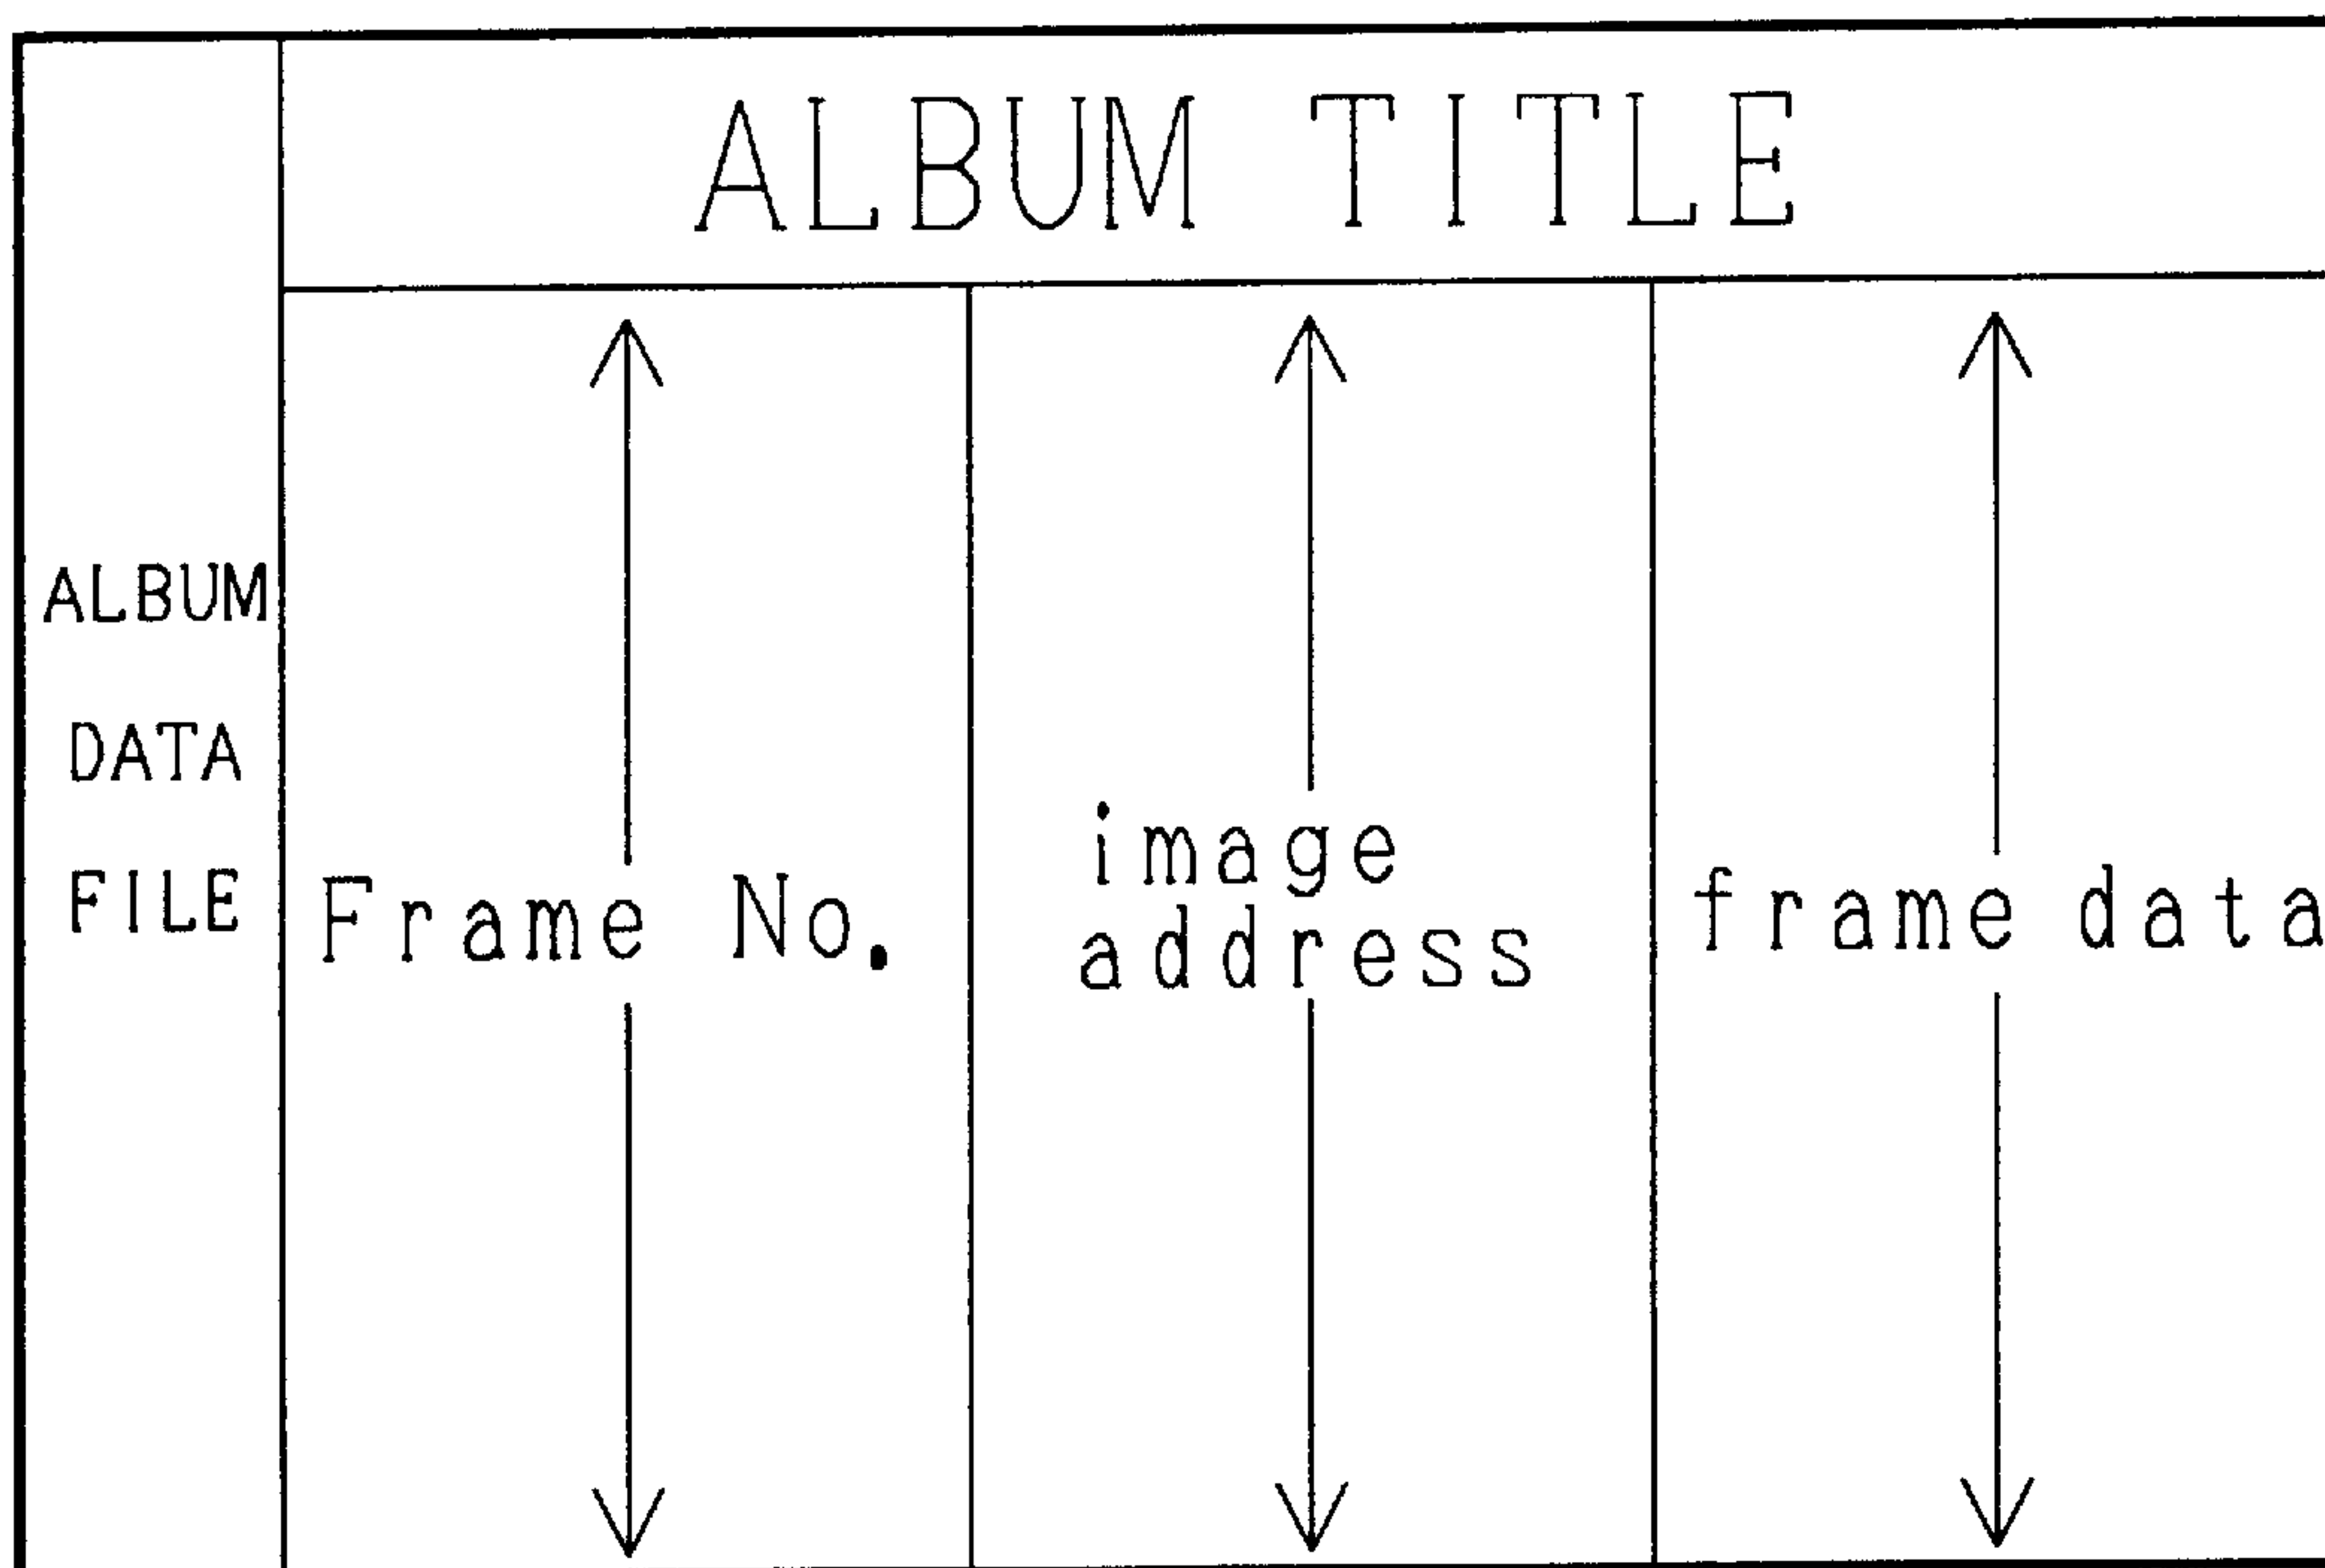 ALBUM TITLE
ALBUM
DATA
FILE
Frame No.
image
address
frame data